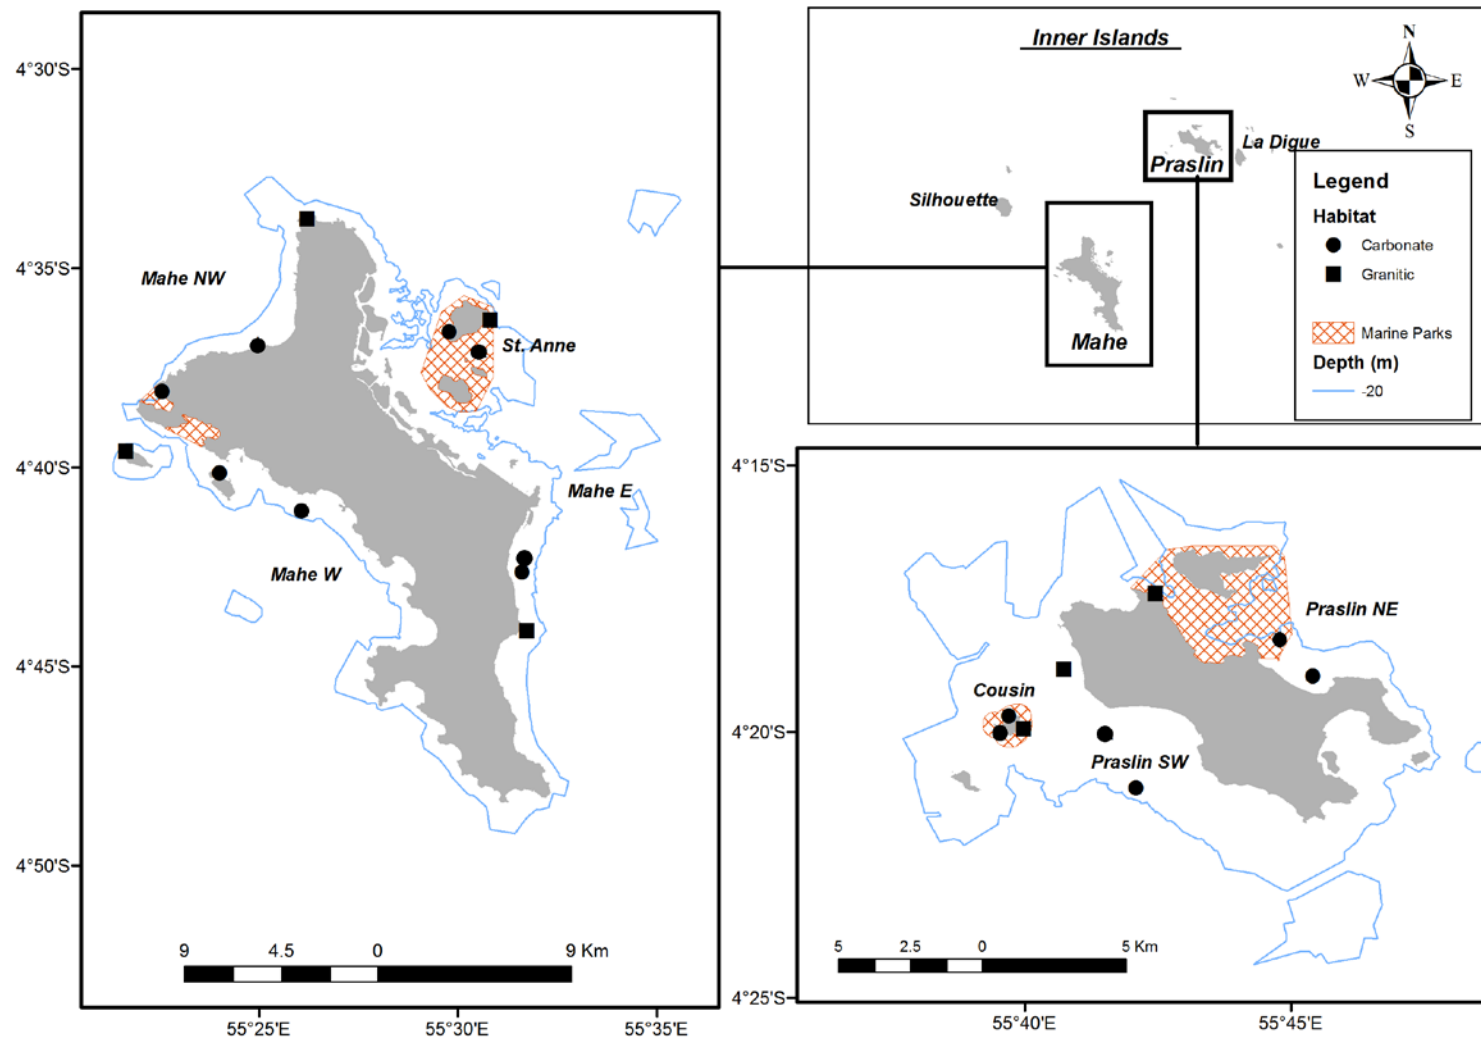 4°30'S
4°35'S
4°40'S
4°45'S
4°50'S
Mahe NW
St. Anne
Mahe E
Mahe W
9 4.5 0 9 Km
55°25'E 55°30'E 55°35'E
Inner Islands
N
W E
S
La Digue
Praslin
Silhouette
Mahe
Legend
Habitat
Carbonate
Granitic
Marine Parks
Depth (m)
-20
4°15'S
4°20'S
4°25'S
Praslin NE
Cousin
Praslin SW
5 2.5 0 5 Km
55°40'E 55°45'E